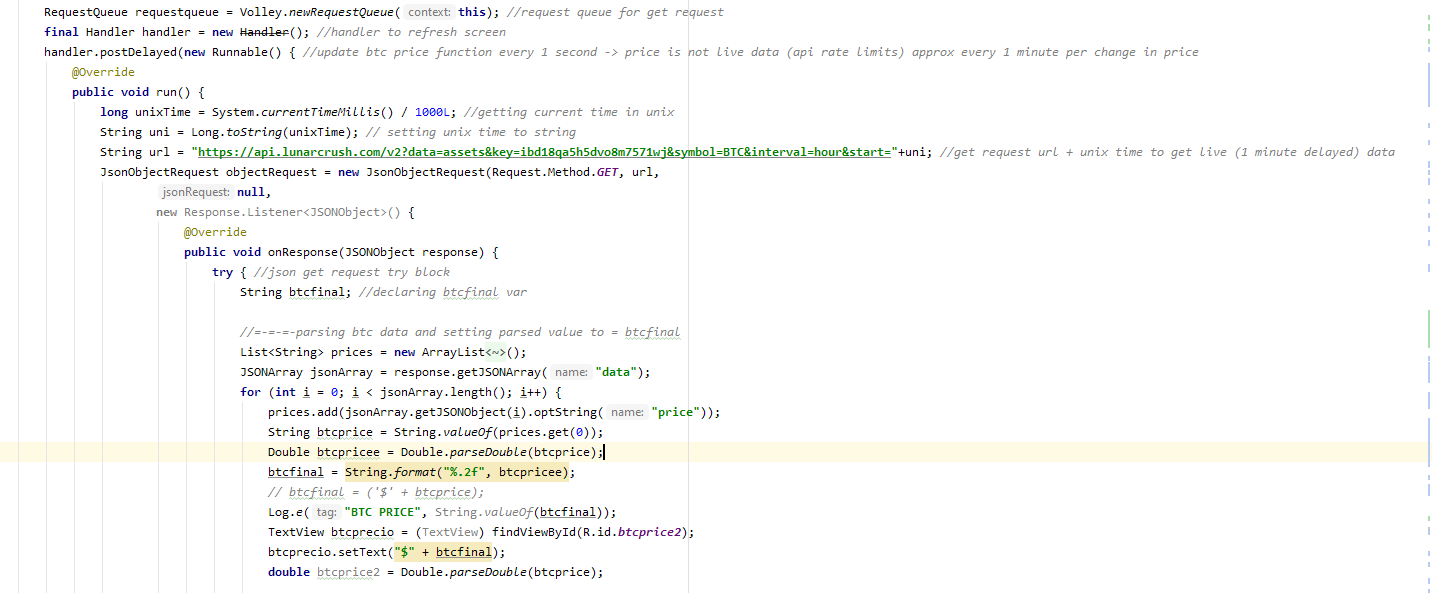 RequestQueue requestqueue = Volley.newRequestQueue( context: this); //request queue for get request
final Handler handler = new Handler(); //handler to refresh screen
handler.postDelayed(new Runnable() { //update btc price function every 1 second -> price is not live data (api rate limits) approx every 1 minute per change in price
@Override
public void run() {
long unixTime = System.currentTimeMillis() / 1000L; //getting current time in unix
String uni = Long.toString(unixTime); // setting unix time to string
String url = "https://api.lunarcrush.com/v2?data=assets&key=ibd18qa5h5dvo8m7571wj&symbol=BTC&interval=hour&start="+uni; //get request url + unix time to get live (1 minute delayed) data
JsonObjectRequest objectRequest = new JsonObjectRequest(Request.Method.GET, url,
jsonRequest: null,
new Response.Listener<JSONObject>() {
@Override
public void onResponse(JSONObject response) {
try { //json get request try block
String btcfinal; //declaring btcfinal var
//=-=-=-parsing btc data and setting parsed value to = btcfinal
List<String> prices = new ArrayList<~>();
JSONArray jsonArray = response.getJSONArray( name: "data");
for (int i = 0; i < jsonArray.length(); i++) {
prices.add(jsonArray.getJSONObject(i).optString( name: "price"));
String btcprice = String.valueOf(prices.get(0));
Double btcpricee = Double.parseDouble(btcprice);
btcfinal = String.format("%.2f", btcpricee);
// btcfinal = ('$' + btcprice);
Log.e( tag: "BTC PRICE", String.valueOf(btcfinal));
TextView btcprecio = (TextView) findViewById(R.id.btcprice2);
btcprecio.setText("$" + btcfinal);
double btcprice2 = Double.parseDouble(btcprice);